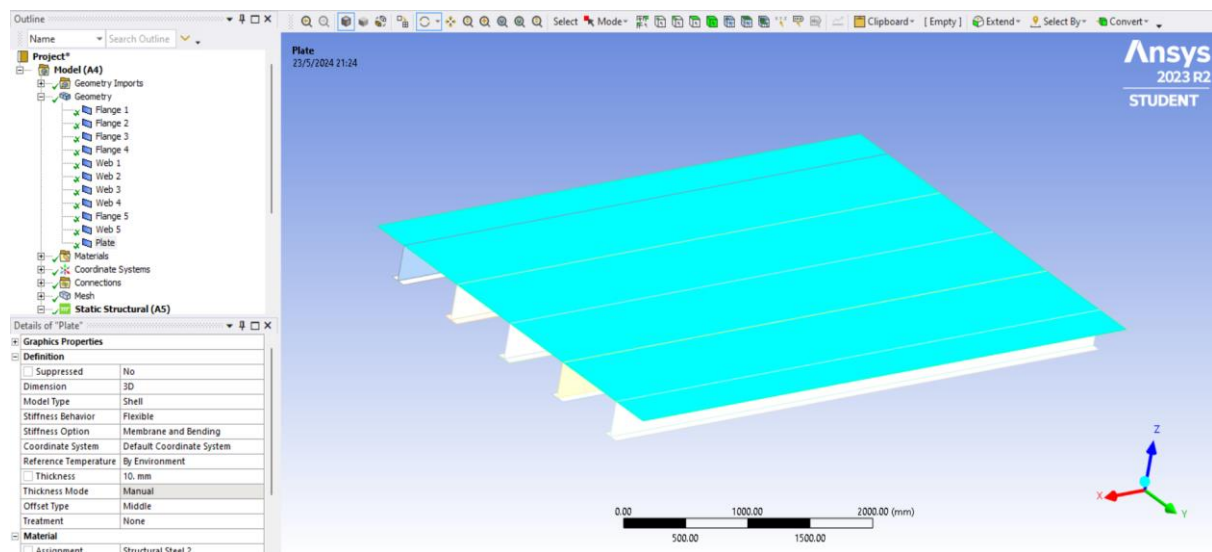 Outline
Select Mode Clipboard [ Empty ] Extend Select By Convert
Name Search Outline
Project*
Model (A4)
Geometry Imports
Geometry
Flange 1
Flange 2
Flange 3
Flange 4
Web 1
Web 2
Web 3
Web 4
Flange 5
Web 5
Plate
Materials
Coordinate Systems
Connections
Mesh
Static Structural (A5)
Details of "Plate"
Graphics Properties
Definition
Suppressed No
Dimension 3D
Model Type Shell
Stiffness Behavior Flexible
Stiffness Option Membrane and Bending
Coordinate System Default Coordinate System
Reference Temperature By Environment
Thickness 10. mm
Thickness Mode Manual
Offset Type Middle
Treatment None
Material
Assignment Structural Steel 2
Plate
23/5/2024 21:24
Ansys
2023 R2
STUDENT
Z
X
Y
0.00 1000.00 2000.00 (mm)
500.00 1500.00